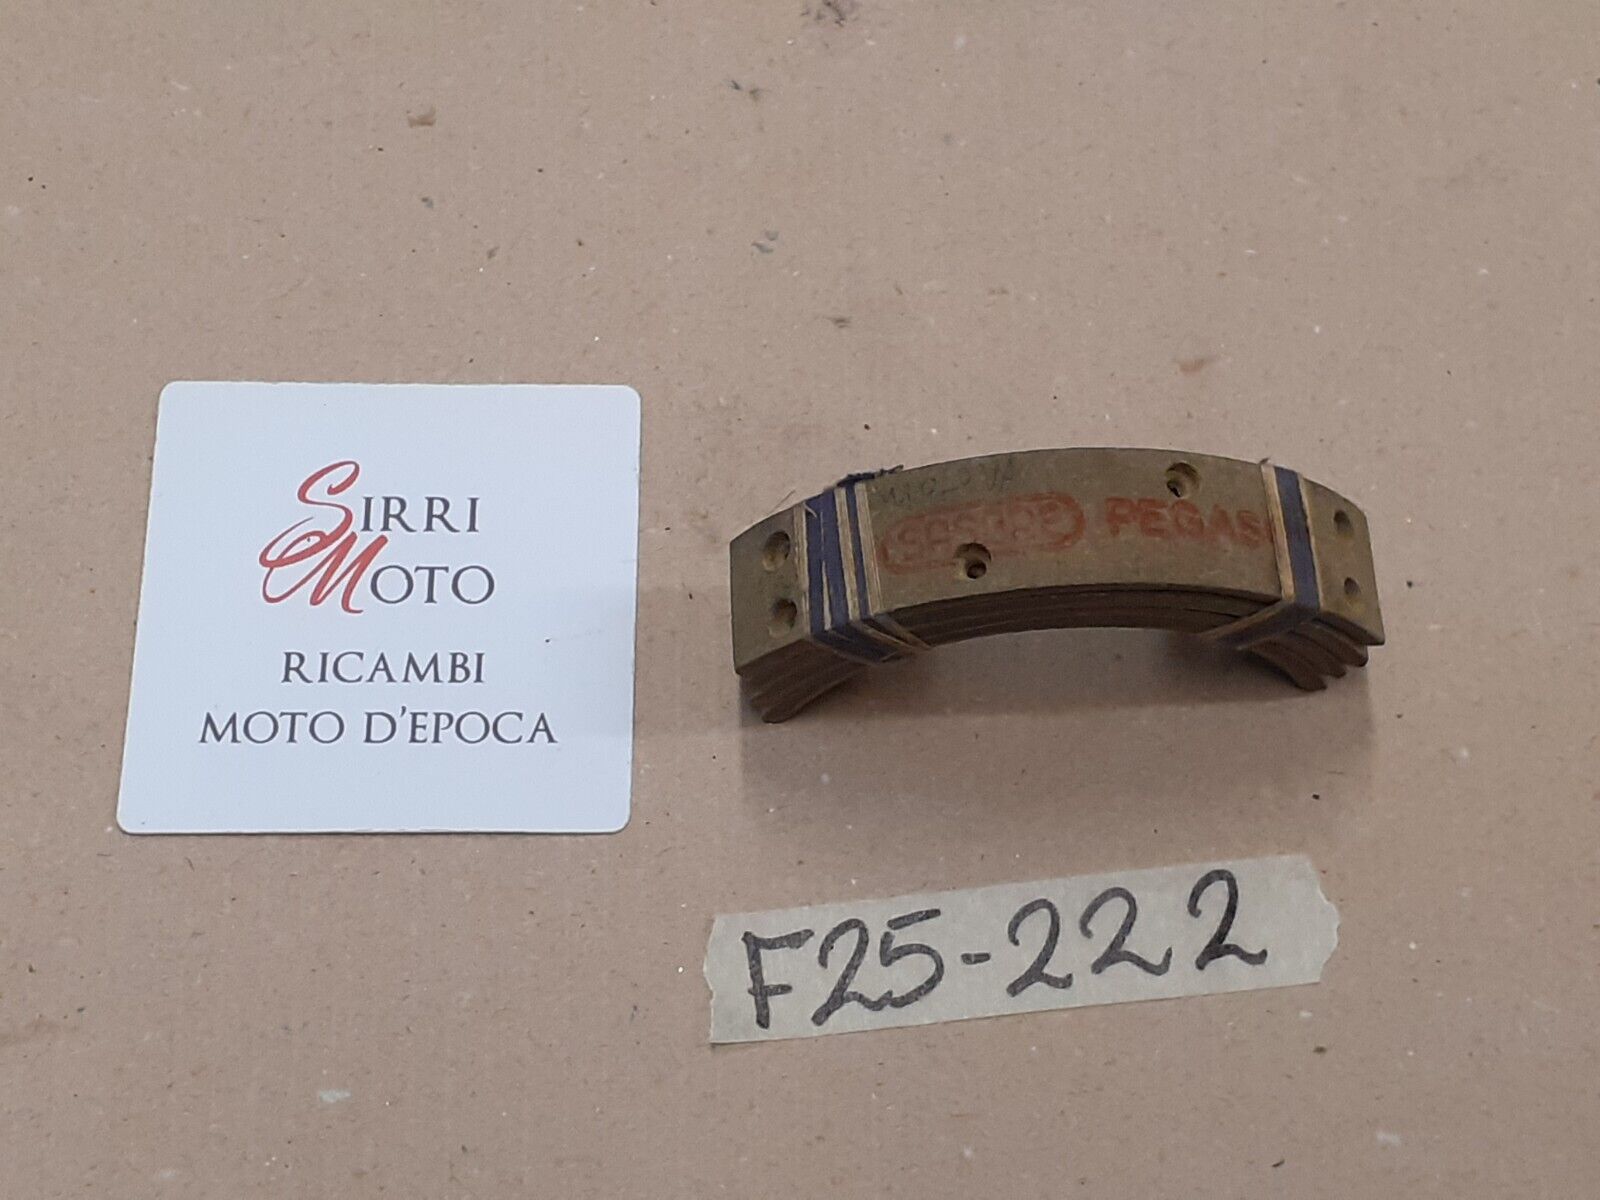 SIRRI
MOTO
RICAMBI
MOTO D'EPOCA
PEGAS
F25-222